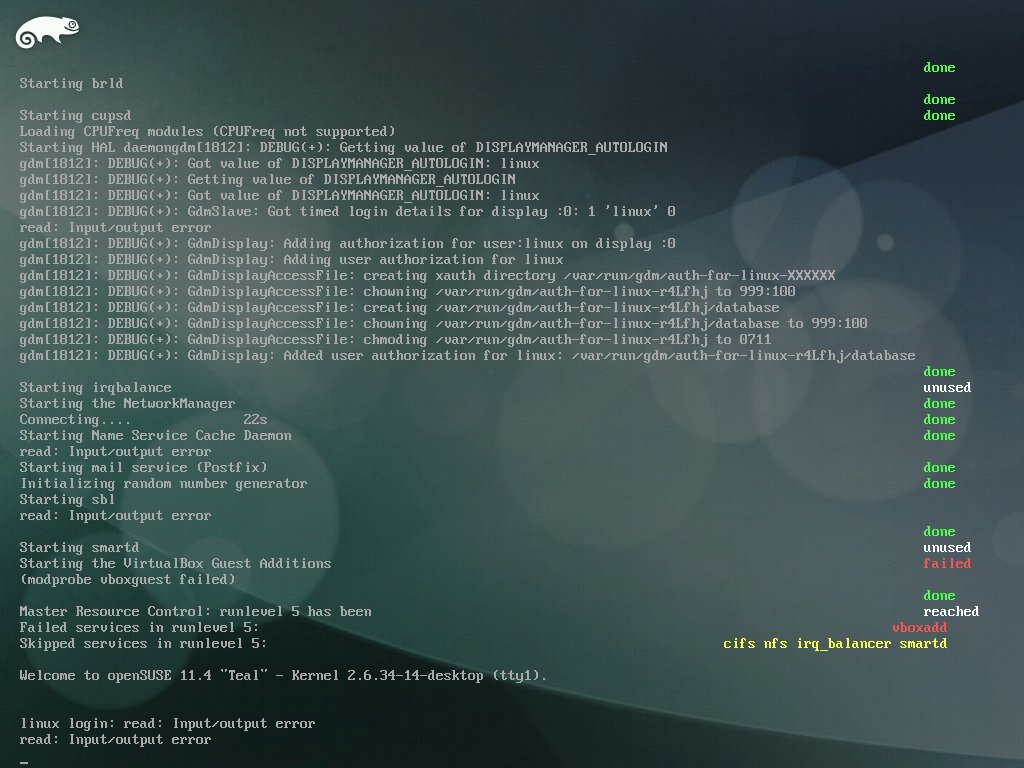 done
Starting brld
done
Starting cupsd done
Loading CPUFreq modules (CPUFreq not supported)
Starting HAL daemongdm[1812]: DEBUG(+): Getting value of DISPLAYMANAGER_AUTOLOGIN
gdm[1812]: DEBUG(+): Got value of DISPLAYMANAGER_AUTOLOGIN: linux
gdm[1812]: DEBUG(+): Getting value of DISPLAYMANAGER_AUTOLOGIN
gdm[1812]: DEBUG(+): Got value of DISPLAYMANAGER_AUTOLOGIN: linux
gdm[1812]: DEBUG(+): GdmSlave: Got timed login details for display :0: 1 'linux' 0
read: Input/output error
gdm[1812]: DEBUG(+): GdmDisplay: Adding authorization for user:linux on display :0
gdm[1812]: DEBUG(+): GdmDisplay: Adding user authorization for linux
gdm[1812]: DEBUG(+): GdmDisplayAccessFile: creating xauth directory /var/run/gdm/auth-for-linux-XXXXXX
gdm[1812]: DEBUG(+): GdmDisplayAccessFile: chowning /var/run/gdm/auth-for-linux-r4Lfhj to 999:100
gdm[1812]: DEBUG(+): GdmDisplayAccessFile: creating /var/run/gdm/auth-for-linux-r4Lfhj/database
gdm[1812]: DEBUG(+): GdmDisplayAccessFile: chowning /var/run/gdm/auth-for-linux-r4Lfhj/database to 999:100
gdm[1812]: DEBUG(+): GdmDisplayAccessFile: chmoding /var/run/gdm/auth-for-linux-r4Lfhj to 0711
gdm[1812]: DEBUG(+): GdmDisplay: Added user authorization for linux: /var/run/gdm/auth-for-linux-r4Lfhj/database
done
Starting irqbalance unused
Starting the NetworkManager done
Connecting.... 22s done
Starting Name Service Cache Daemon done
read: Input/output error
Starting mail service (Postfix) done
Initializing random number generator done
Starting sbl
read: Input/output error
done
Starting smartd unused
Starting the VirtualBox Guest Additions failed
(modprobe vboxguest failed)
done
Master Resource Control: runlevel 5 has been reached
Failed services in runlevel 5: vboxadd
Skipped services in runlevel 5: cifs nfs irq_balancer smartd
Welcome to openSUSE 11.4 "Teal" - Kernel 2.6.34-14-desktop (tty1).
linux login: read: Input/output error
read: Input/output error
_